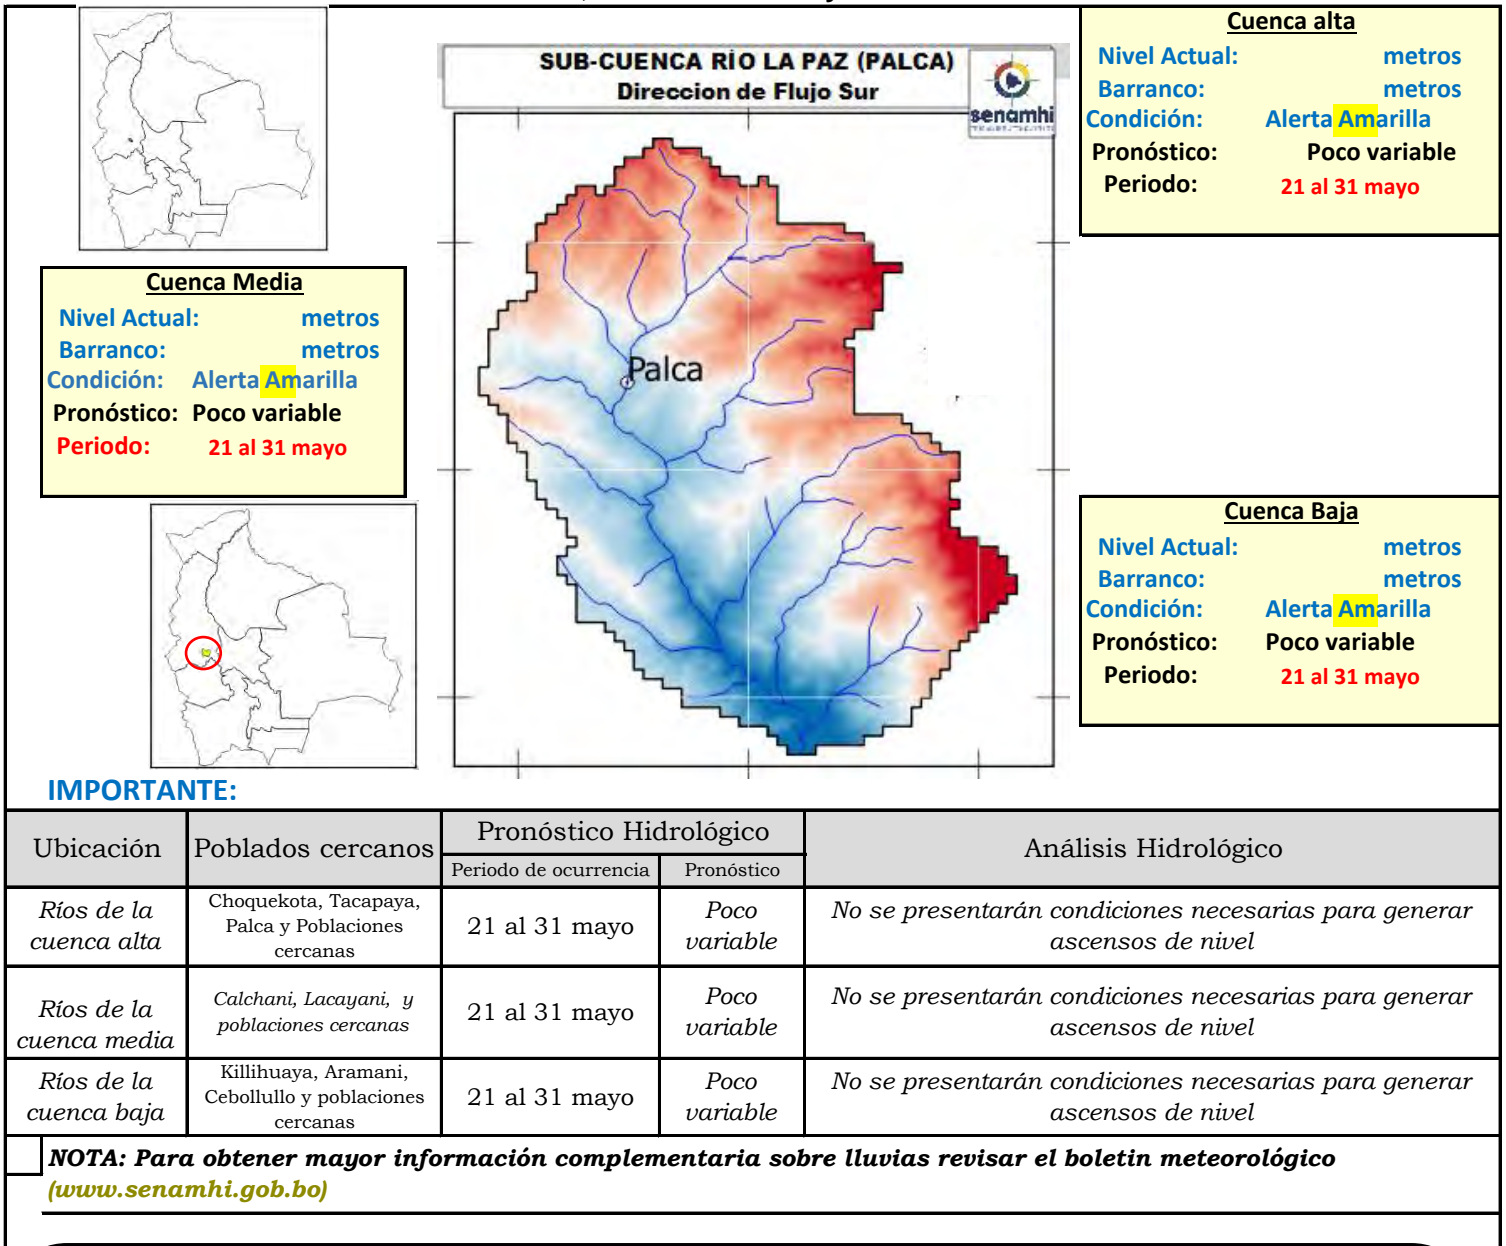 SUB-CUENCA RÍO LA PAZ (PALCA)
Direccion de Flujo Sur
senamhi
Cuenca alta
Nivel Actual: metros
Barranco: metros
Condición: Alerta Amarilla
Pronóstico: Poco variable
Periodo: 21 al 31 mayo
Cuenca Media
Nivel Actual: metros
Barranco: metros
Condición: Alerta Amarilla
Pronóstico: Poco variable
Periodo: 21 al 31 mayo
Palca
Cuenca Baja
Nivel Actual: metros
Barranco: metros
Condición: Alerta Amarilla
Pronóstico: Poco variable
Periodo: 21 al 31 mayo
IMPORTANTE:
Ubicación Poblados cercanos Pronóstico Hidrológico Análisis Hidrológico
Periodo de ocurrencia Pronóstico
Ríos de la
cuenca alta
Choquekota, Tacapaya,
Palca y Poblaciones
cercanas
21 al 31 mayo
Poco
variable
No se presentarán condiciones necesarias para generar
ascensos de nivel
Ríos de la
cuenca media
Calchani, Lacayani, y
poblaciones cercanas
21 al 31 mayo
Poco
variable
No se presentarán condiciones necesarias para generar
ascensos de nivel
Ríos de la
cuenca baja
Killihuaya, Aramani,
Cebollullo y poblaciones
cercanas
21 al 31 mayo
Poco
variable
No se presentarán condiciones necesarias para generar
ascensos de nivel
NOTA: Para obtener mayor información complementaria sobre lluvias revisar el boletin meteorológico
(www.senamhi.gob.bo)